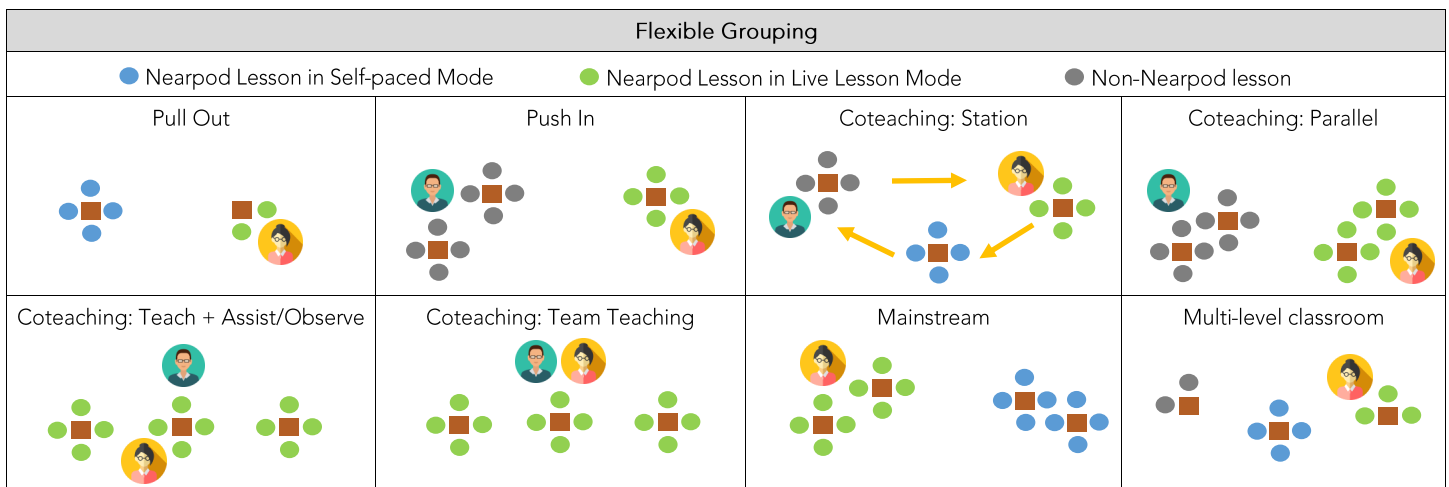 Flexible Grouping
Nearpod Lesson in Self-paced Mode
Nearpod Lesson in Live Lesson Mode
Non-Nearpod lesson
Pull Out
Push In
Coteaching: Station
Coteaching: Parallel
Coteaching: Teach + Assist/Observe
Coteaching: Team Teaching
Mainstream
Multi-level classroom